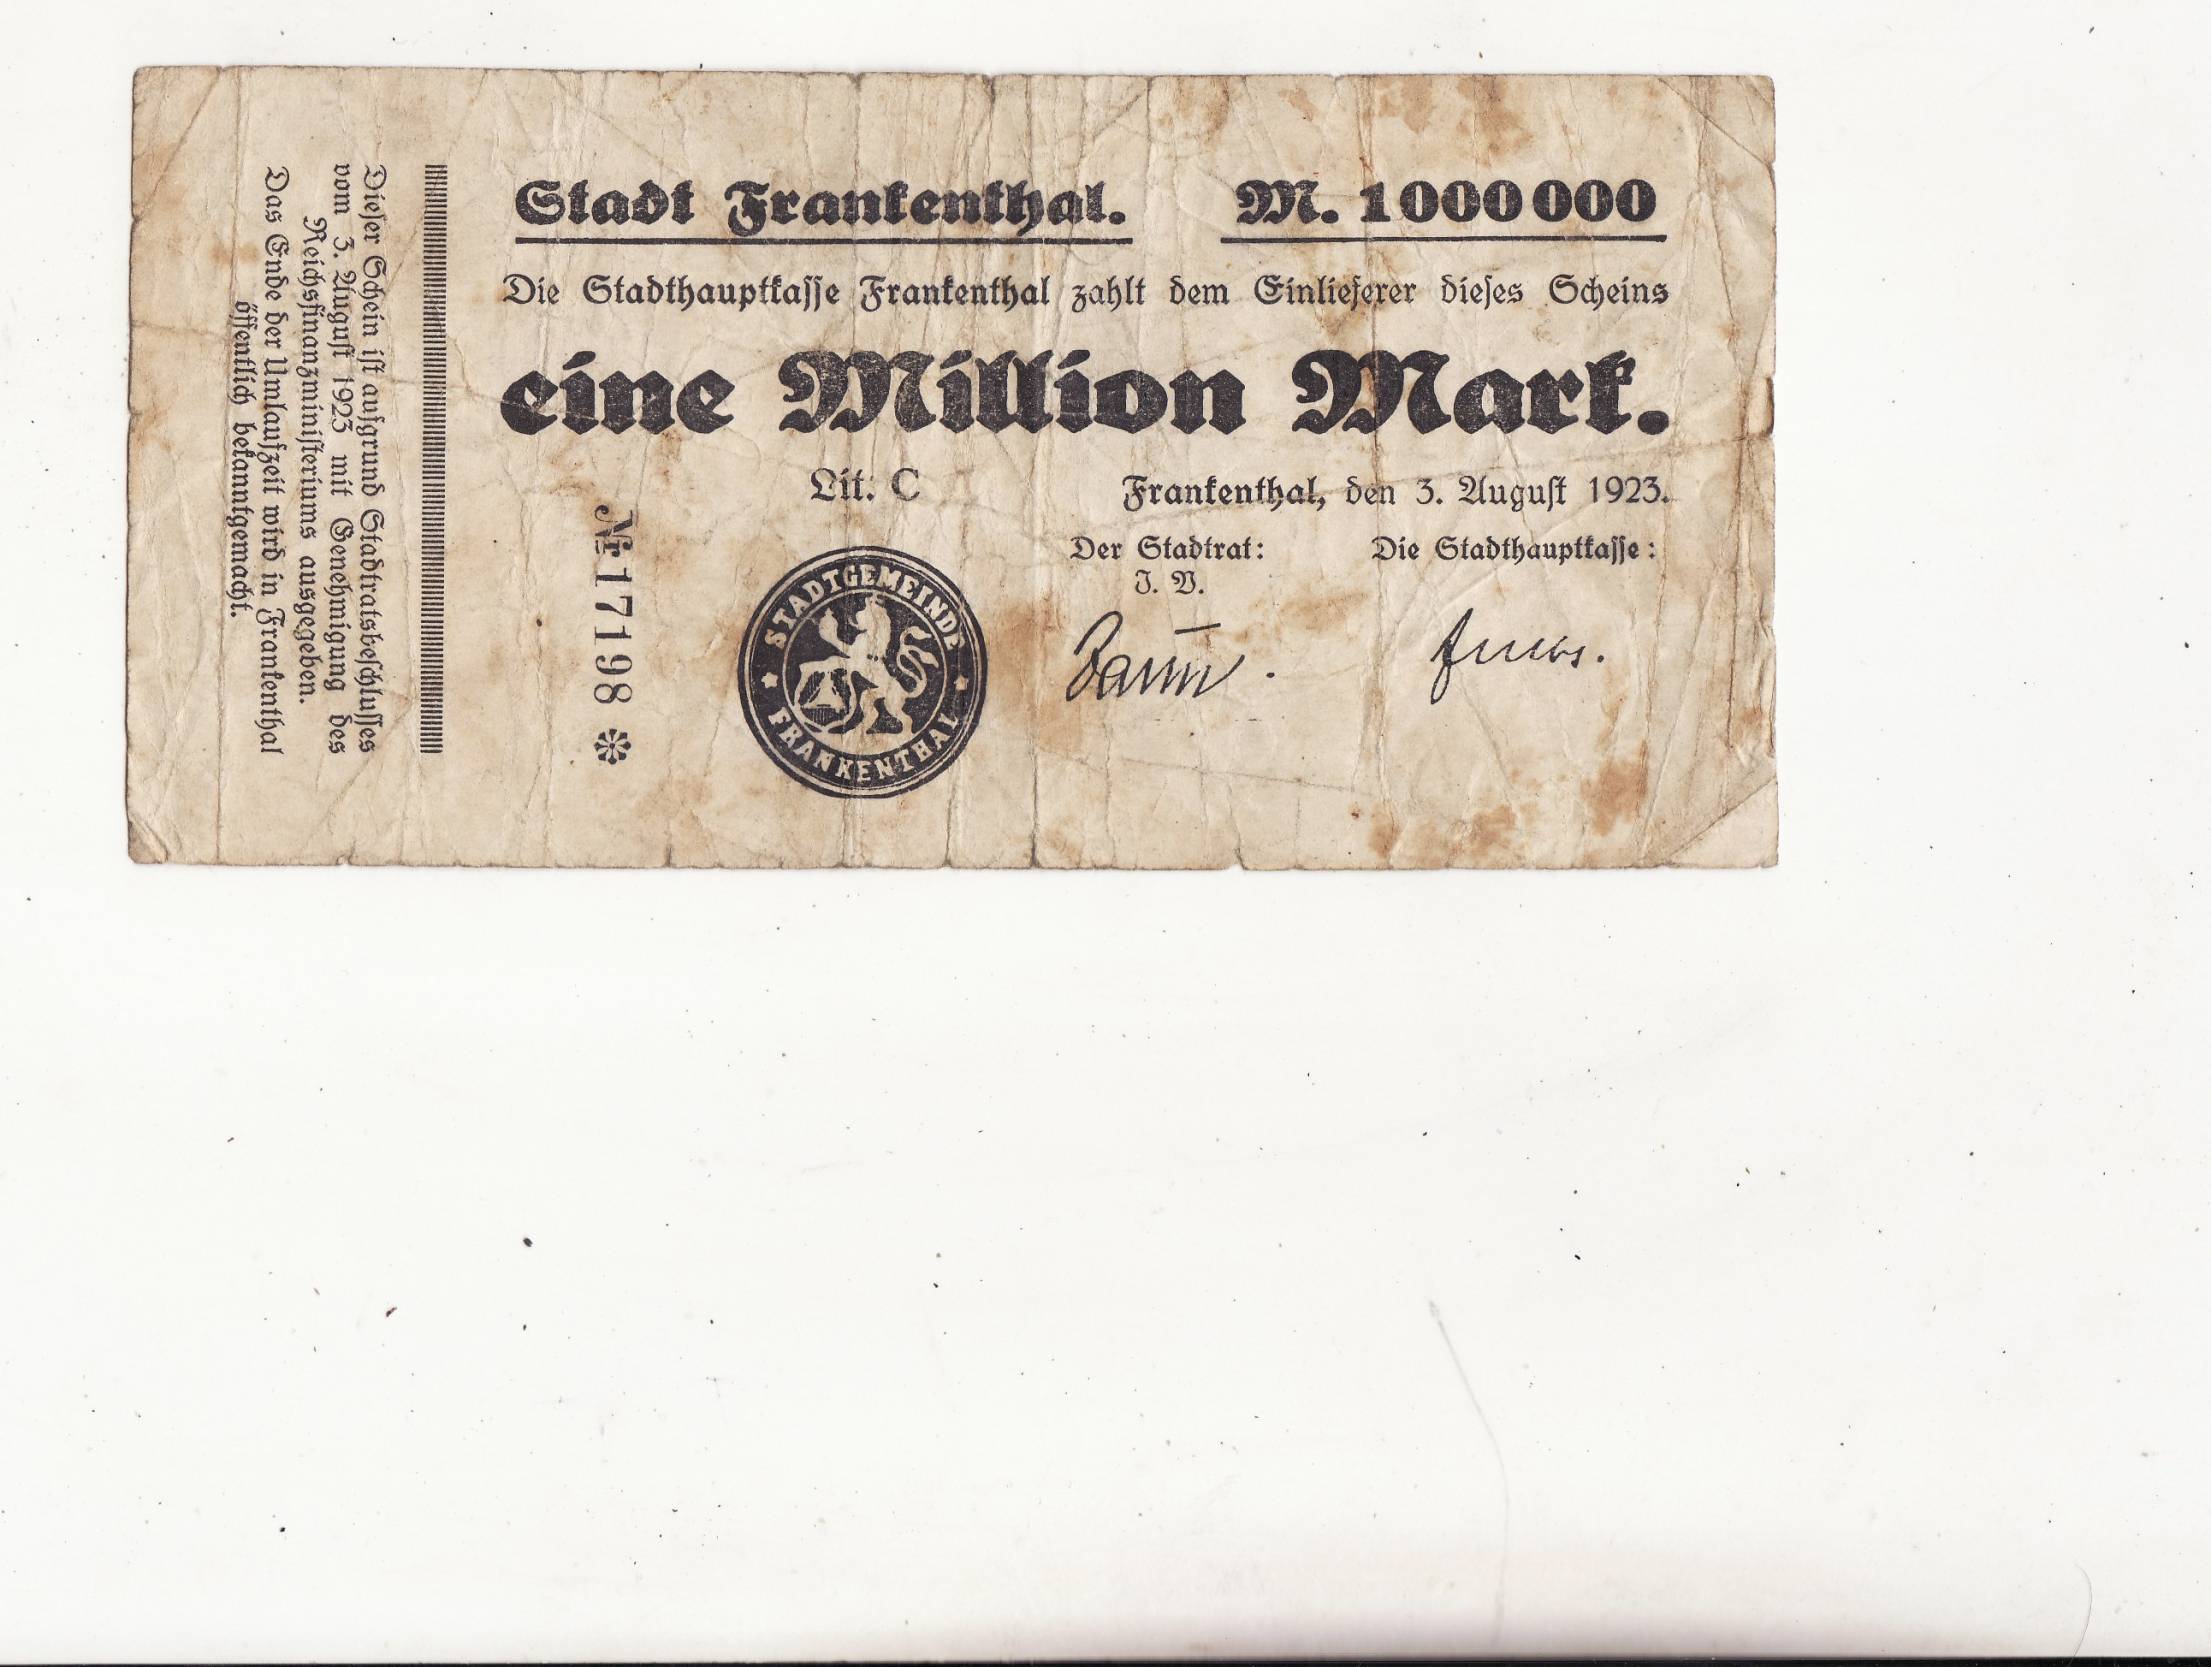 Stadt Frankenthal. M. 1000000
Die Stadthauptkasse Frankenthal zahlt dem Einlieferer dieses Scheins
eine Million Mark.
Lit. C
Frankenthal, den 3. August 1923.
Der Stadtrat: Die Stadthauptkasse:
J. V.
№ 17198 ❇
STADTGEMEINDE
FRANKENTHAL
Dieser Schein ist aufgrund Stadtratsbeschlusses
vom 3. August 1923 mit Genehmigung des
Reichsfinanzministeriums ausgegeben.
Das Ende der Umlaufzeit wird in Frankenthal
öffentlich bekanntgemacht.